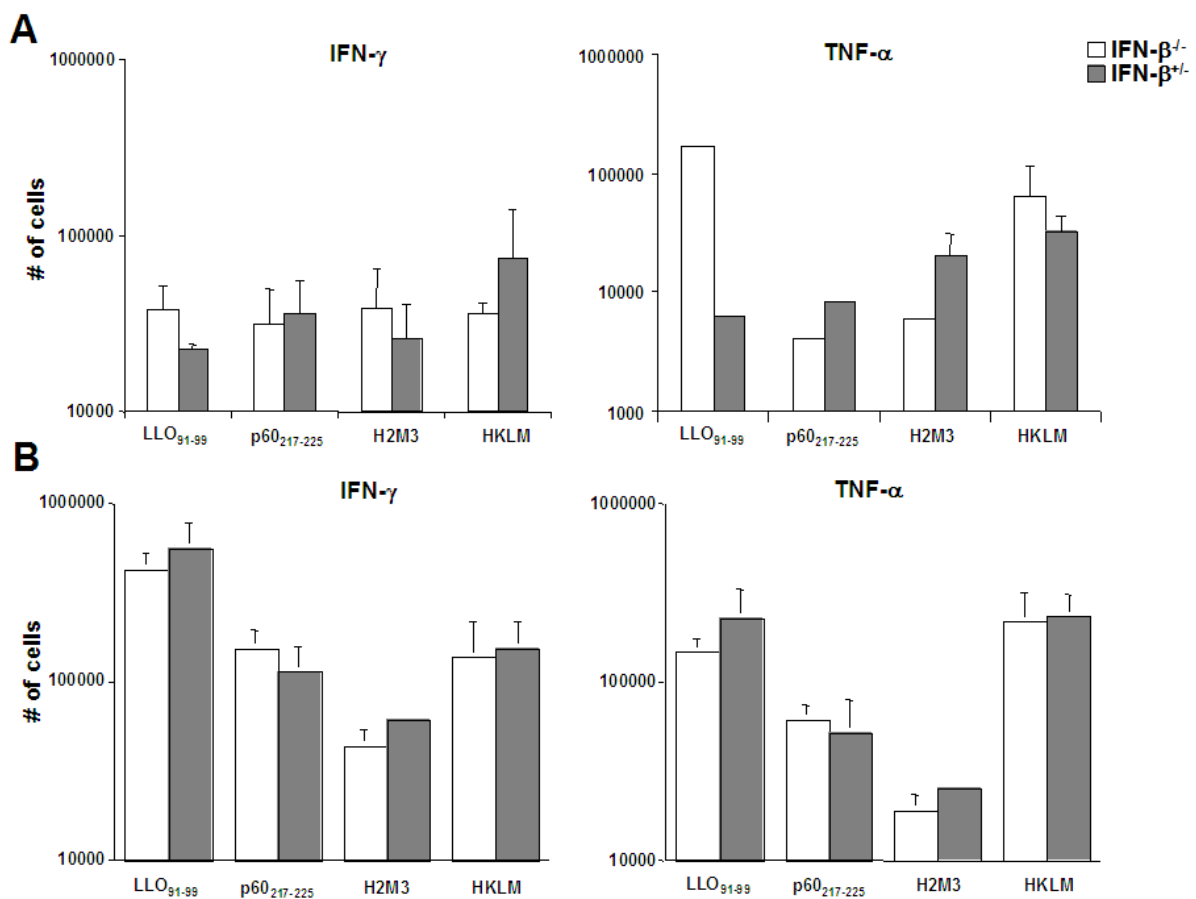 A
IFN-γ
TNF-α
IFN-β-/-
IFN-β+/-
# of cells
1000000
100000
10000
LLO91-99 p60217-225 H2M3 HKLM
1000000
100000
10000
1000
LLO91-99 p60217-225 H2M3 HKLM
B
IFN-γ
TNF-α
# of cells
1000000
100000
10000
LLO91-99 p60217-225 H2M3 HKLM
1000000
100000
10000
LLO91-99 p60217-225 H2M3 HKLM